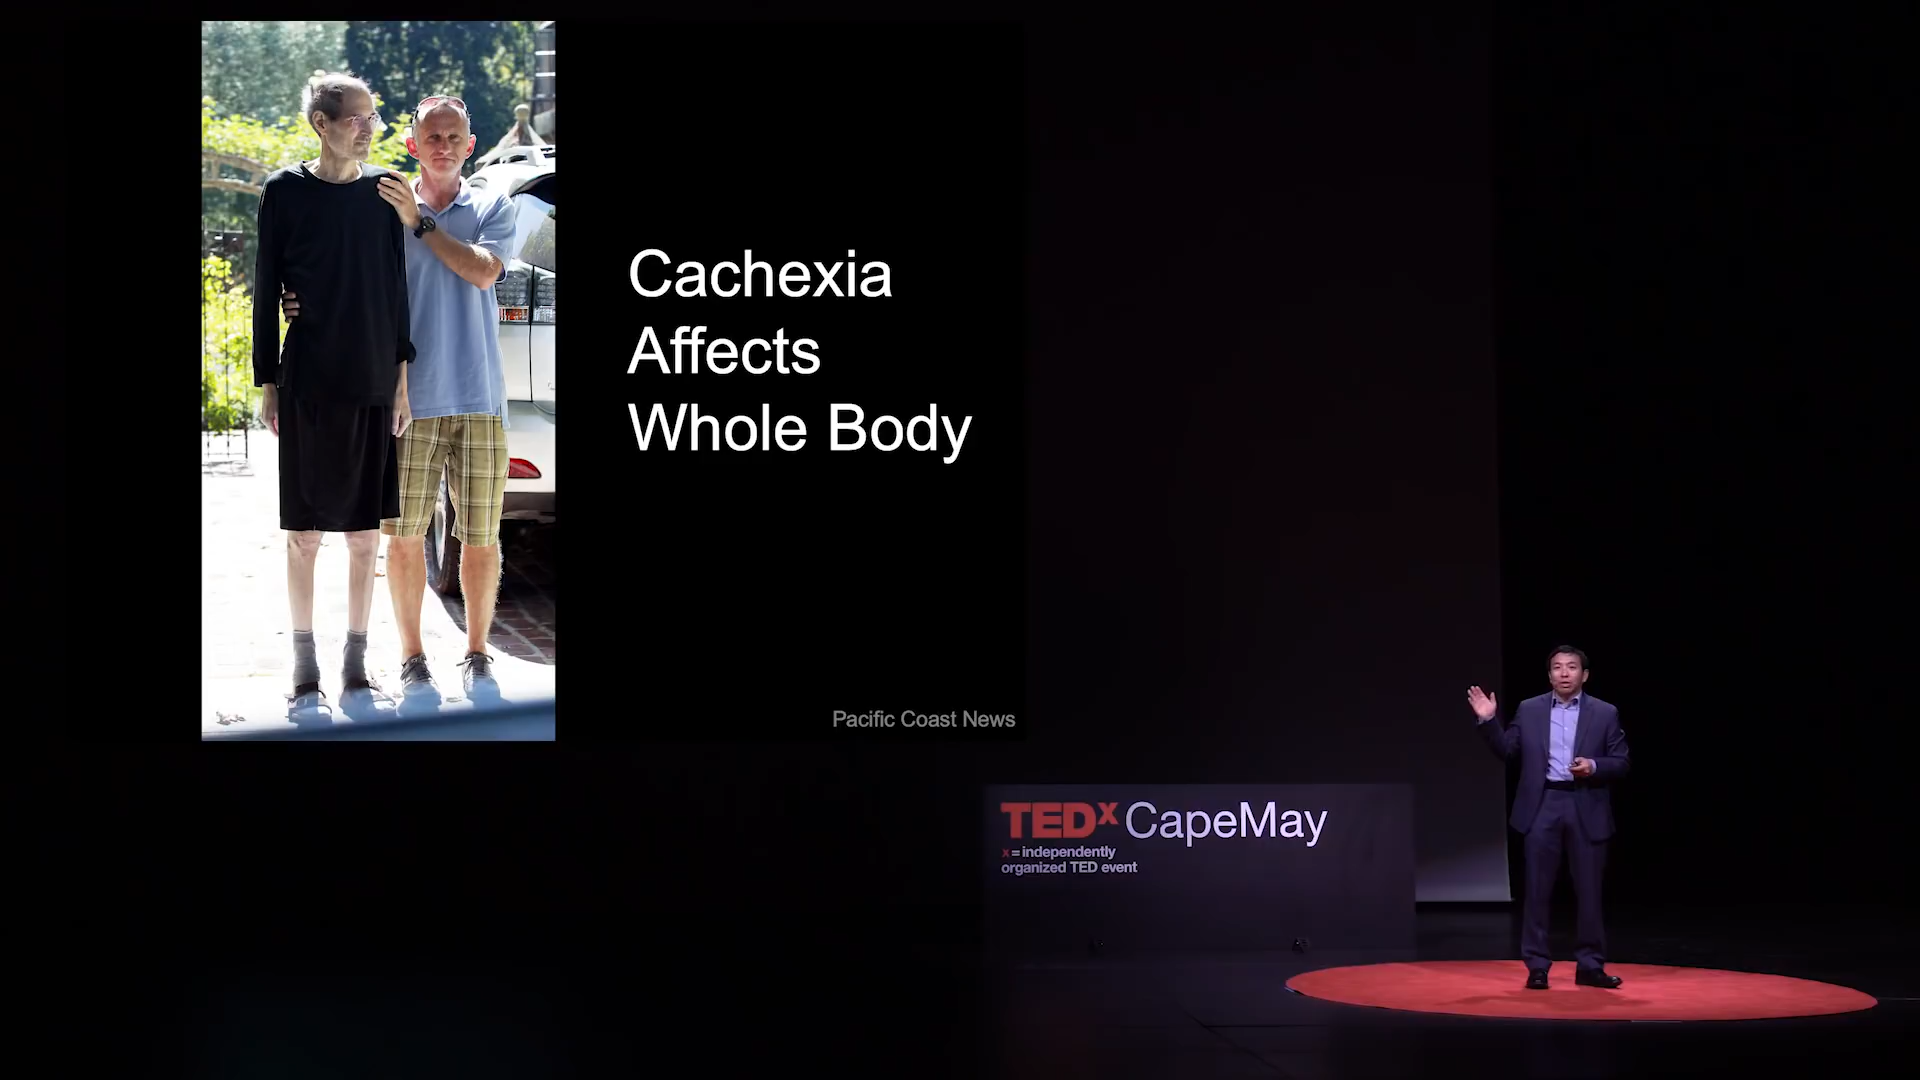 Cachexia
Affects
Whole Body
Pacific Coast News
TEDx CapeMay
x = independently
organized TED event